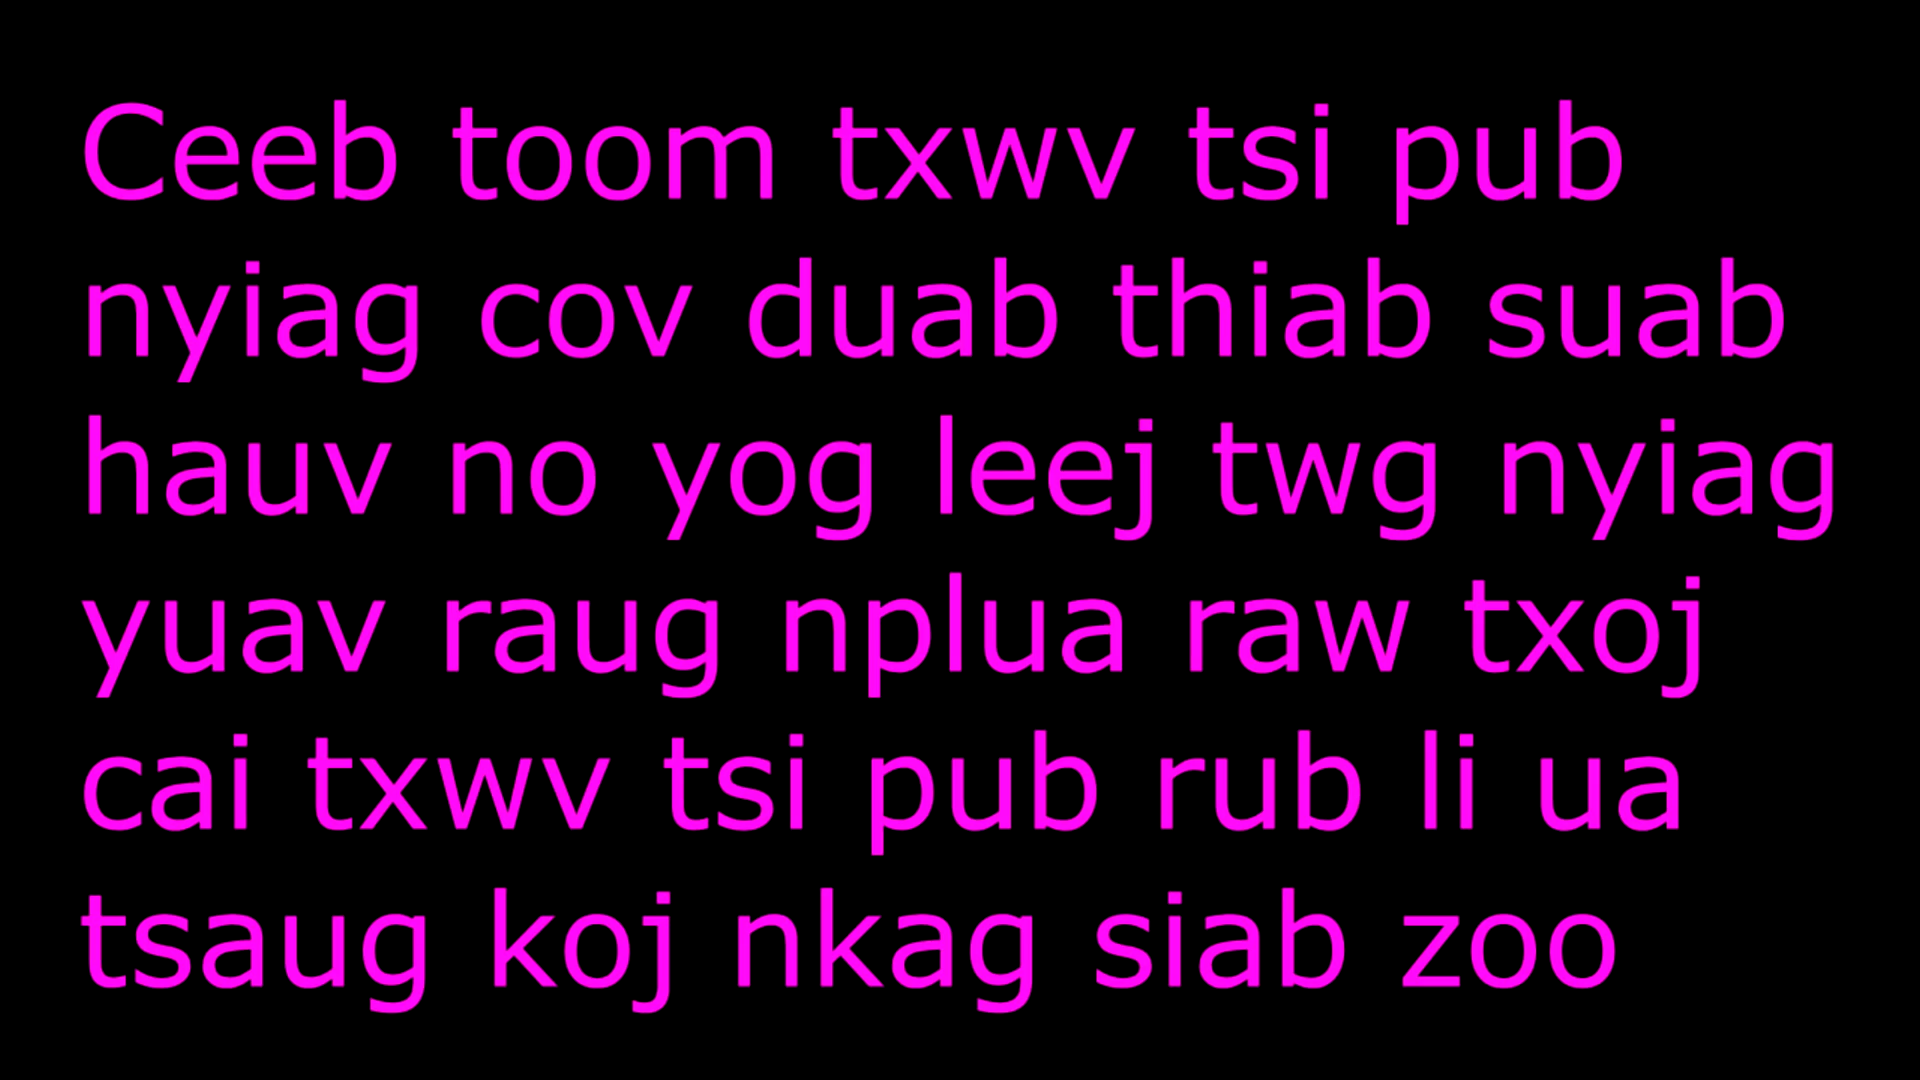 Ceeb toom txwv tsi pub
nyiag cov duab thiab suab
hauv no yog leej twg nyiag
yuav raug nplua raw txoj
cai txwv tsi pub rub li ua
tsaug koj nkag siab zoo